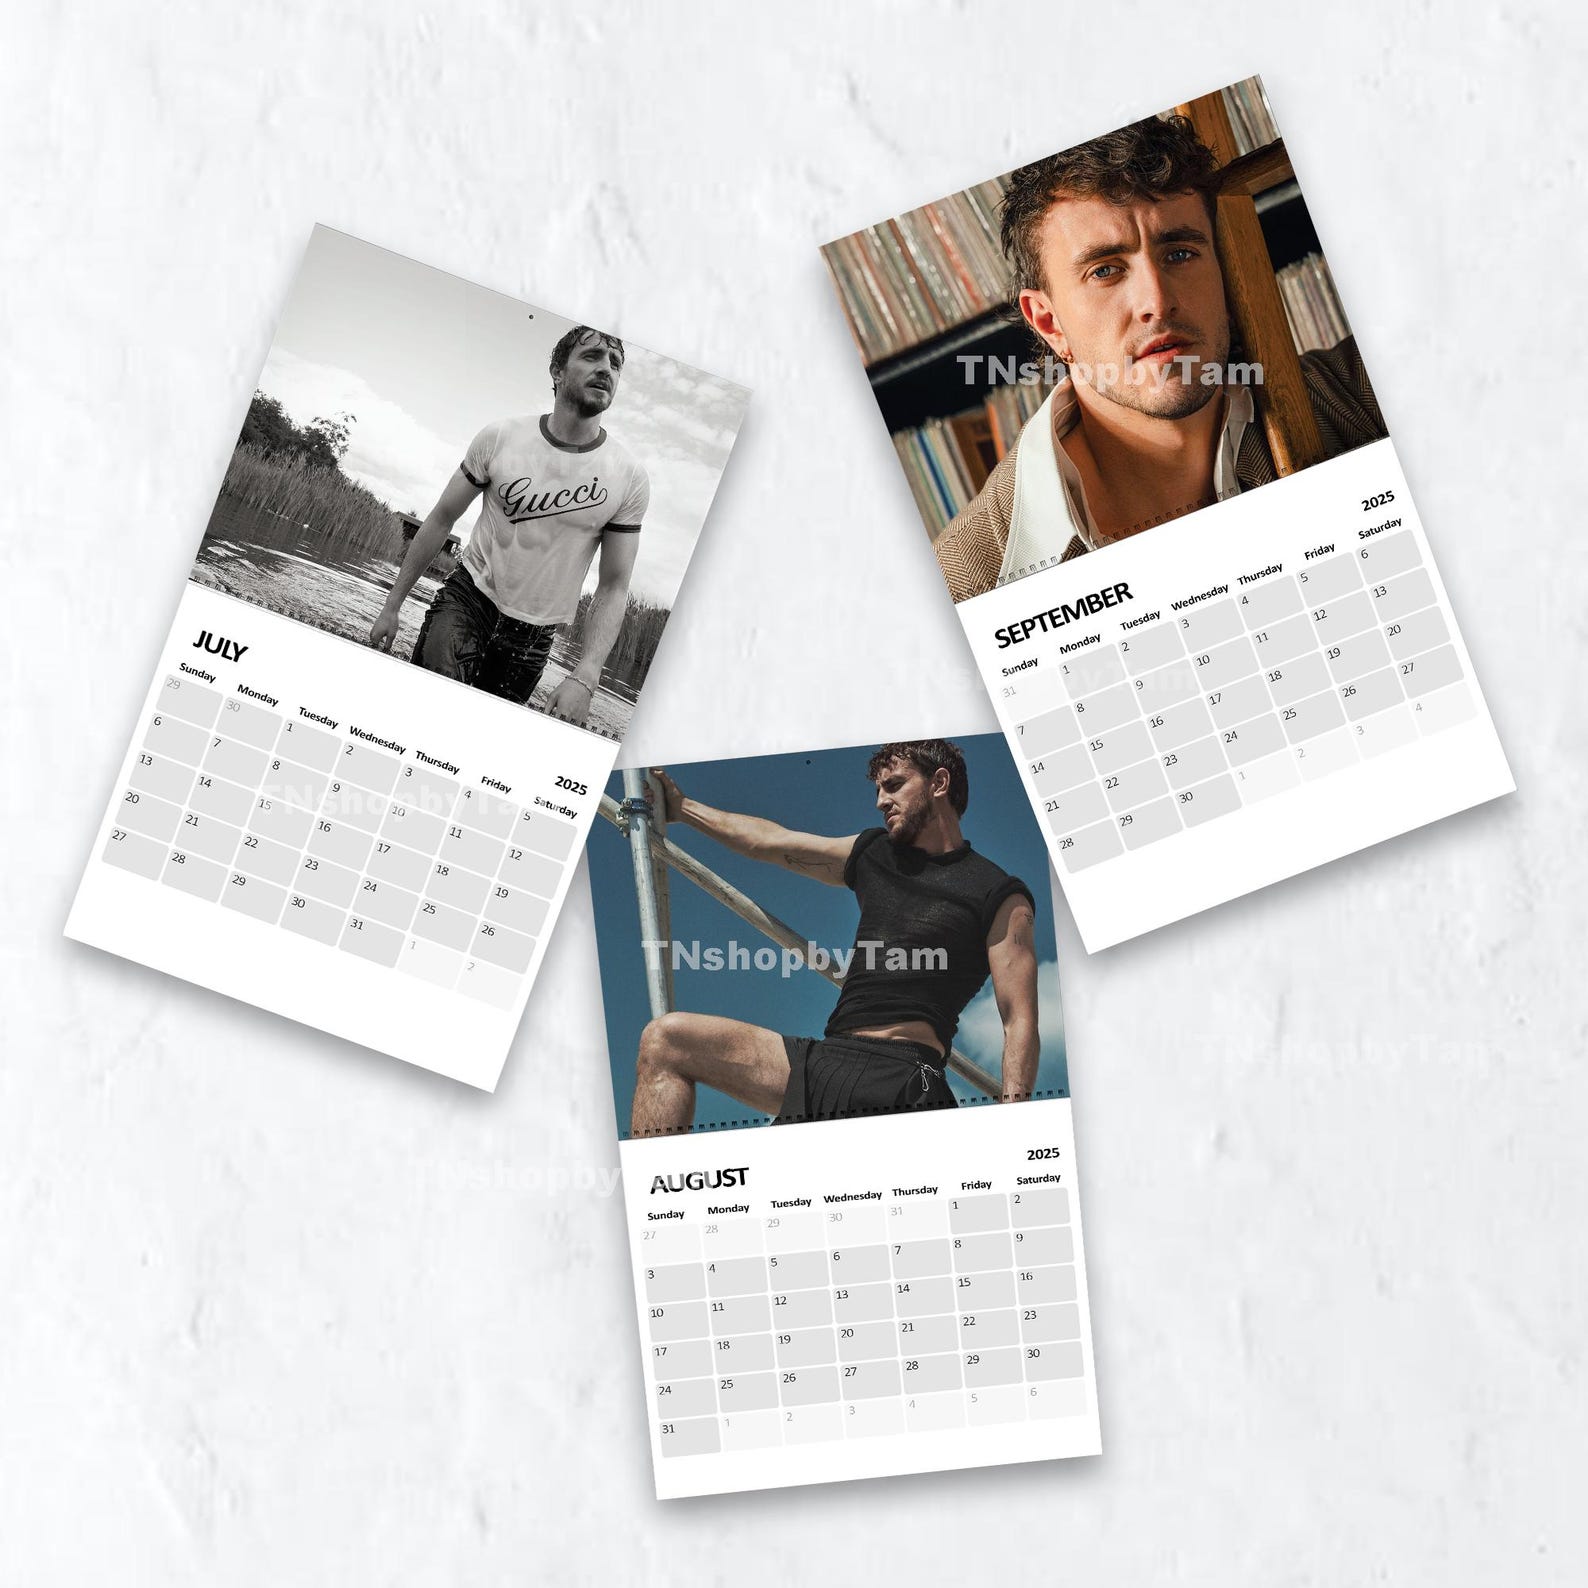 Gucci
JULY
2025
Sunday Monday Tuesday Wednesday Thursday Friday Saturday
29 30 1 2 3 4 5
6 7 8 9 10 11 12
13 14 15 16 17 18 19
20 21 22 23 24 25 26
27 28 29 30 31 1 2
TNshopbyTam
TNshopbyTam
SEPTEMBER
2025
Sunday Monday Tuesday Wednesday Thursday Friday Saturday
31 1 2 3 4 5 6
7 8 9 10 11 12 13
14 15 16 17 18 19 20
21 22 23 24 25 26 27
28 29 30 1 2 3 4
TNshopbyTam
AUGUST
2025
Sunday Monday Tuesday Wednesday Thursday Friday Saturday
27 28 29 30 31 1 2
3 4 5 6 7 8 9
10 11 12 13 14 15 16
17 18 19 20 21 22 23
24 25 26 27 28 29 30
31 1 2 3 4 5 6
TNshopbyTam